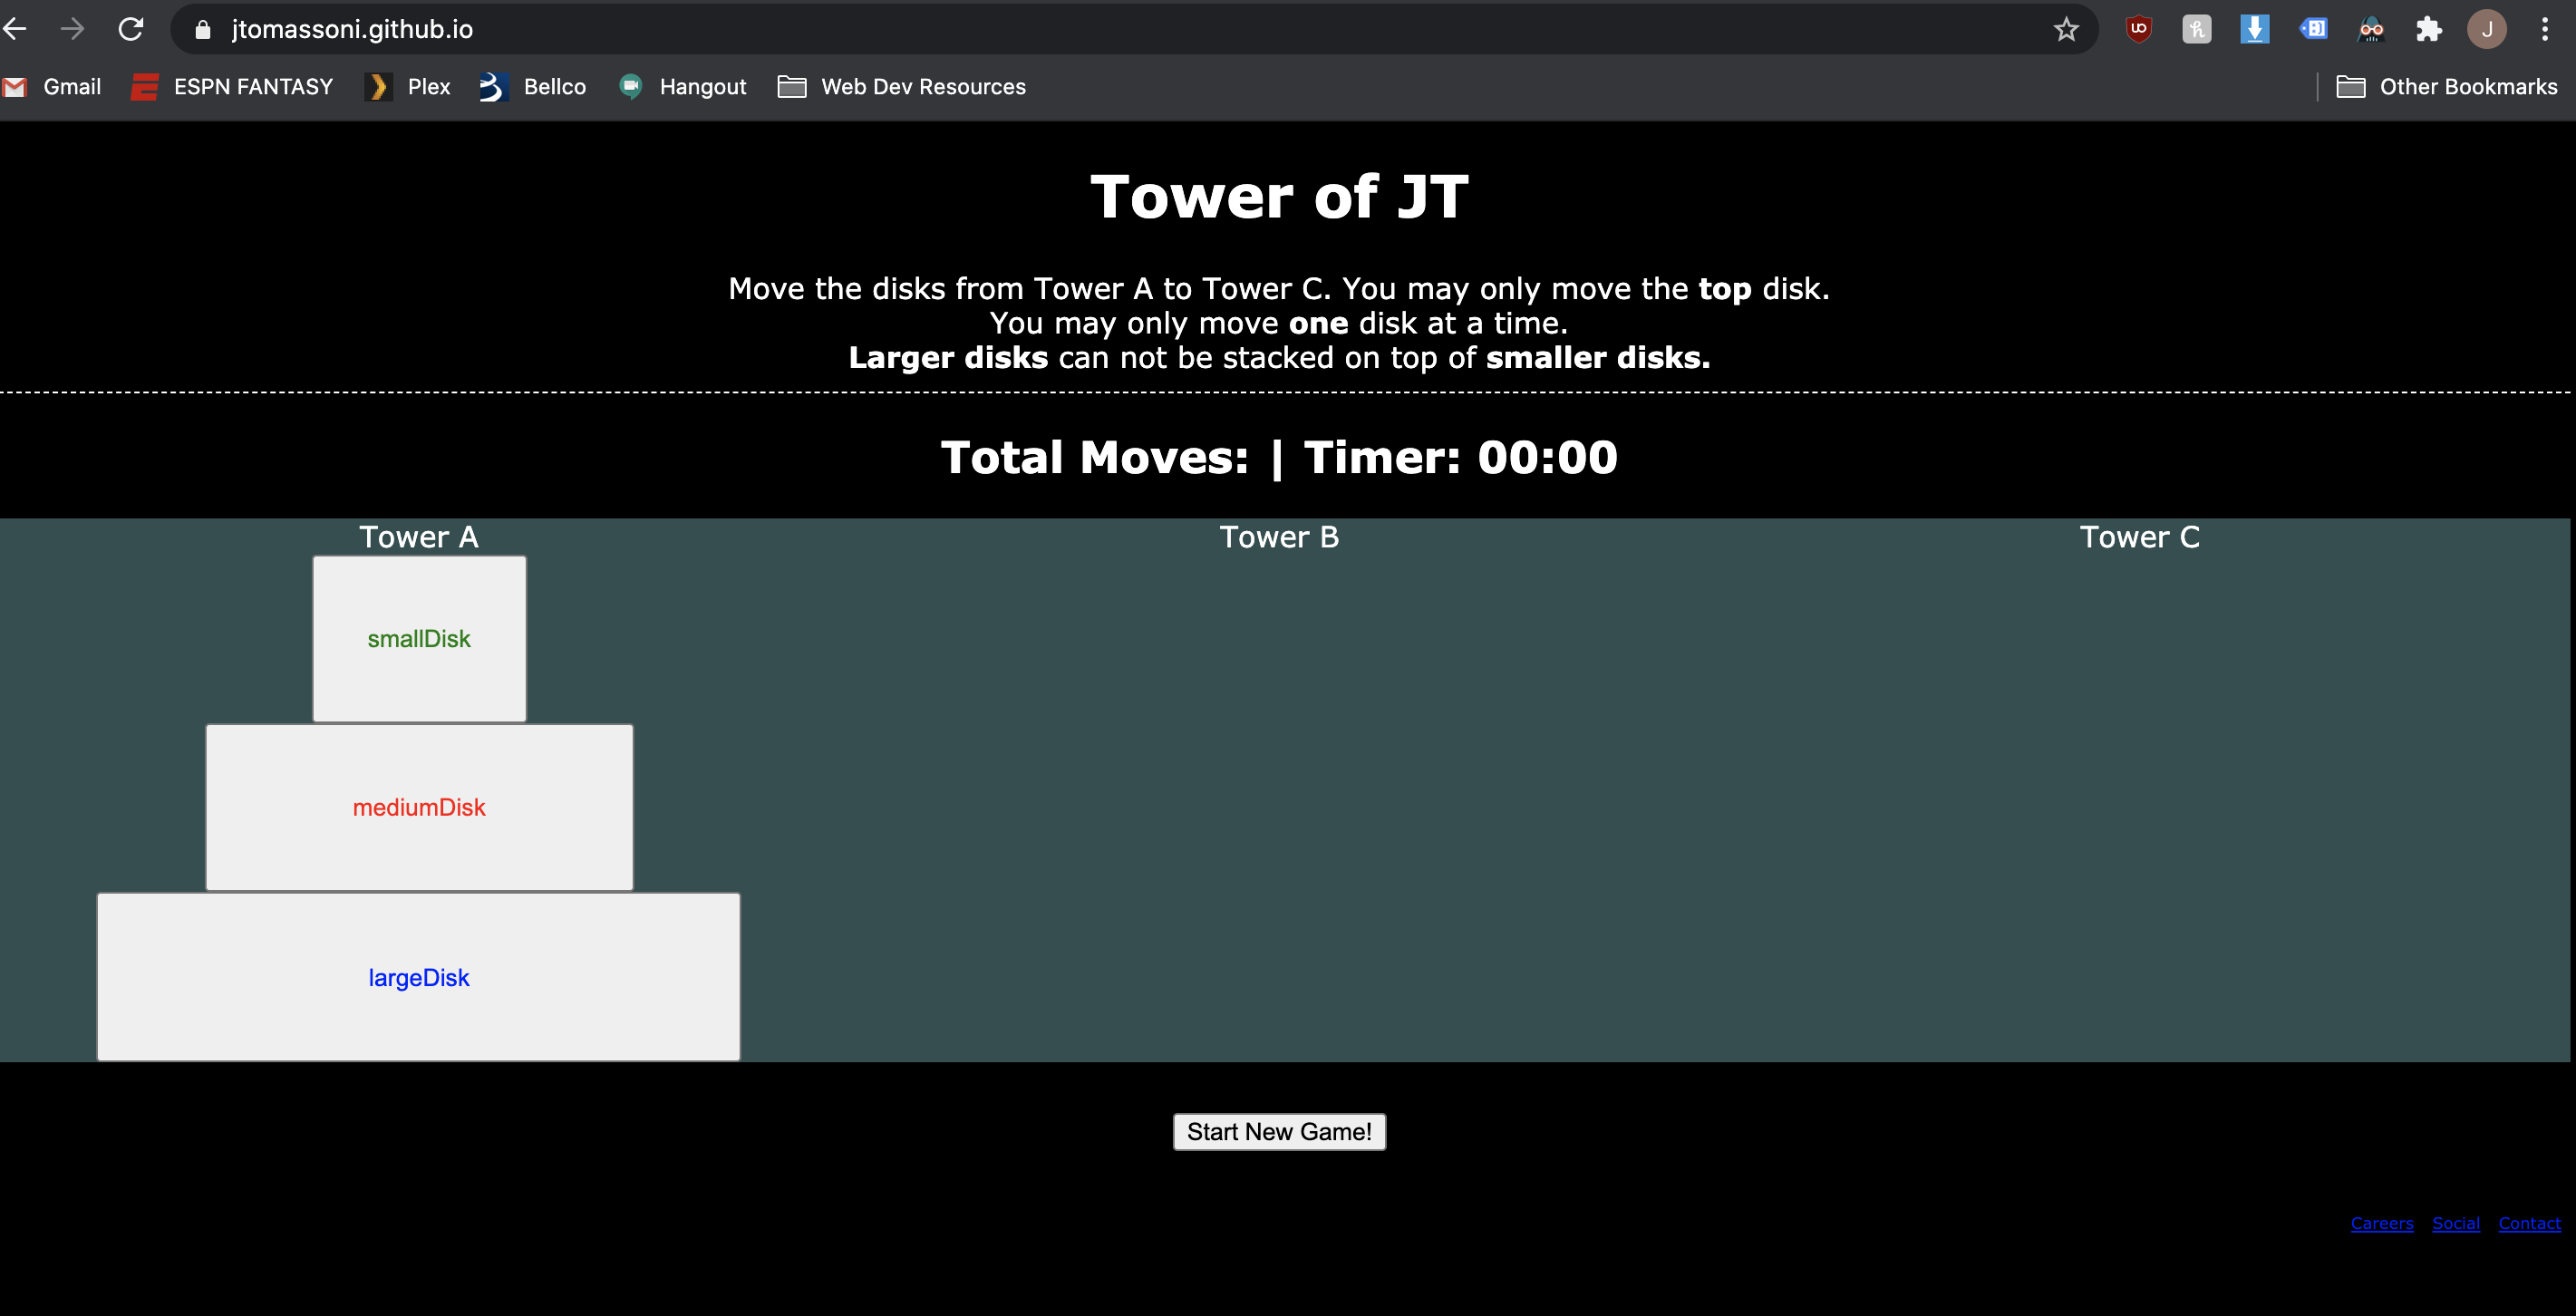 jtomassoni.github.io
J
Gmail ESPN FANTASY Plex Bellco Hangout Web Dev Resources Other Bookmarks
Tower of JT
Move the disks from Tower A to Tower C. You may only move the top disk.
You may only move one disk at a time.
Larger disks can not be stacked on top of smaller disks.
Total Moves: | Timer: 00:00
Tower A Tower B Tower C
smallDisk
mediumDisk
largeDisk
Start New Game!
Careers Social Contact